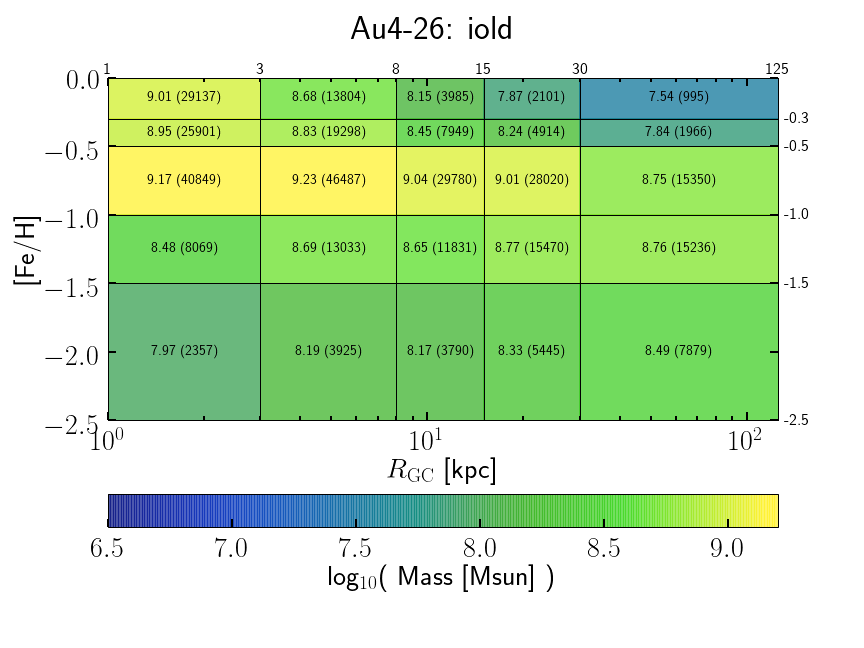 Au4-26: iold
1 3 8 15 30 125
0.0 9.01 (29137) 8.68 (13804) 8.15 (3985) 7.87 (2101) 7.54 (995)
-0.3
8.95 (25901) 8.83 (19298) 8.45 (7949) 8.24 (4914) 7.84 (1966)
−0.5 -0.5
9.17 (40849) 9.23 (46487) 9.04 (29780) 9.01 (28020) 8.75 (15350)
−1.0 -1.0
[Fe/H]
8.48 (8069) 8.69 (13033) 8.65 (11831) 8.77 (15470) 8.76 (15236)
−1.5 -1.5
−2.0 7.97 (2357) 8.19 (3925) 8.17 (3790) 8.33 (5445) 8.49 (7879)
−2.5 -2.5
10⁰ 10¹ 10²
R_GC [kpc]
6.5 7.0 7.5 8.0 8.5 9.0
log₁₀( Mass [Msun] )